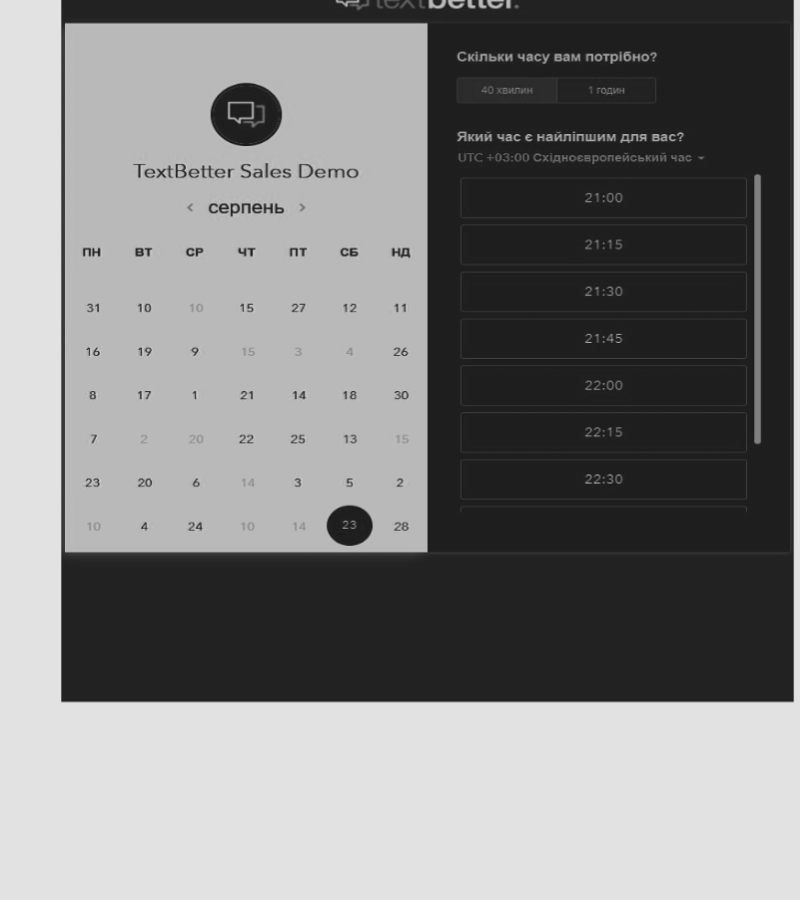 textbetter.
TextBetter Sales Demo
‹ серпень ›
ПН ВТ СР ЧТ ПТ СБ НД
31 10 10 15 27 12 11
16 19 9 15 3 4 26
8 17 1 21 14 18 30
7 2 20 22 25 13 15
23 20 6 14 3 5 2
10 4 24 10 14 23 28
Скільки часу вам потрібно?
40 хвилин 1 годин
Який час є найліпшим для вас?
UTC +03:00 Східноєвропейський час
21:00
21:15
21:30
21:45
22:00
22:15
22:30